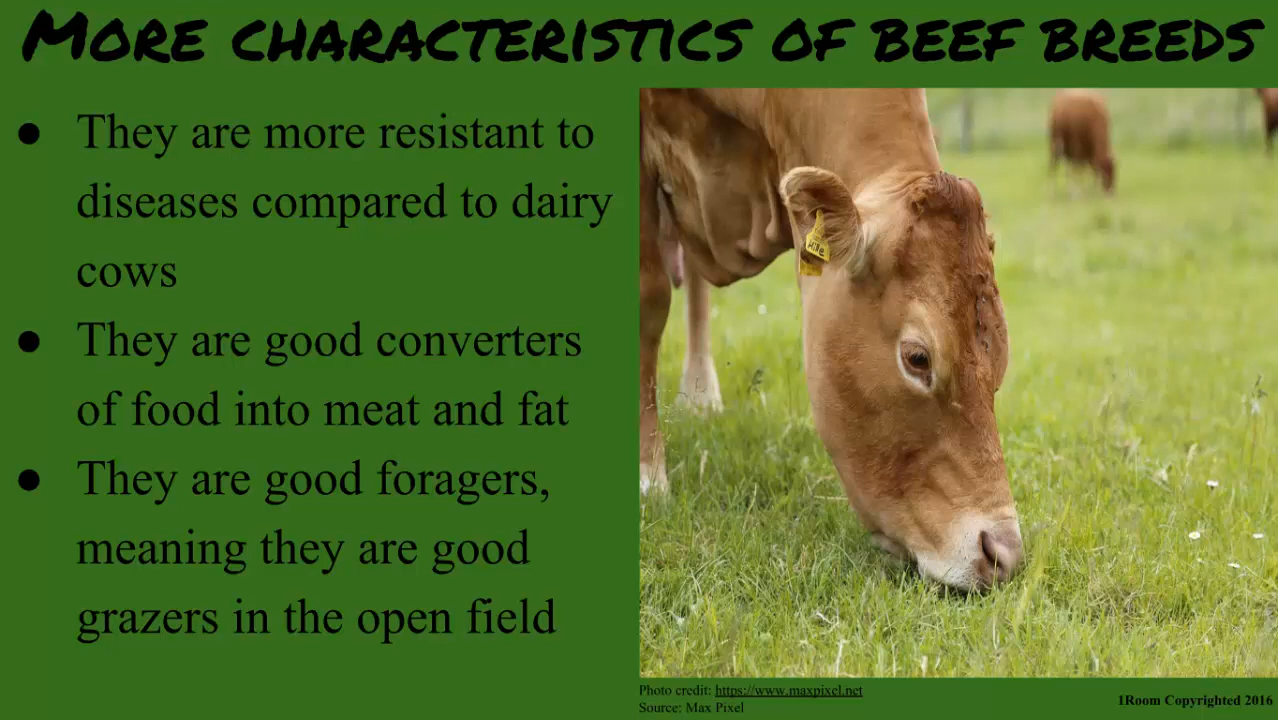 More characteristics of beef breeds
● They are more resistant to
diseases compared to dairy
cows
● They are good converters
of food into meat and fat
● They are good foragers,
meaning they are good
grazers in the open field
Photo credit: https://www.maxpixel.net
Source: Max Pixel
1Room Copyrighted 2016